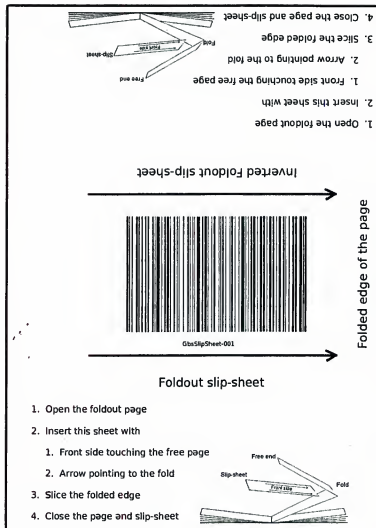 4. Close the page and slip-sheet
3. Slice the folded edge
2. Arrow pointing to the fold
1. Front side touching the free page
2. Insert this sheet with
1. Open the foldout page
Fold
Slip-sheet
Front side
Free end
Inverted Foldout slip-sheet
Folded edge of the page
GbsSlipSheet-001
Foldout slip-sheet
1. Open the foldout page
2. Insert this sheet with
1. Front side touching the free page
2. Arrow pointing to the fold
3. Slice the folded edge
4. Close the page and slip-sheet
Free end
Slip-sheet
Front side
Fold